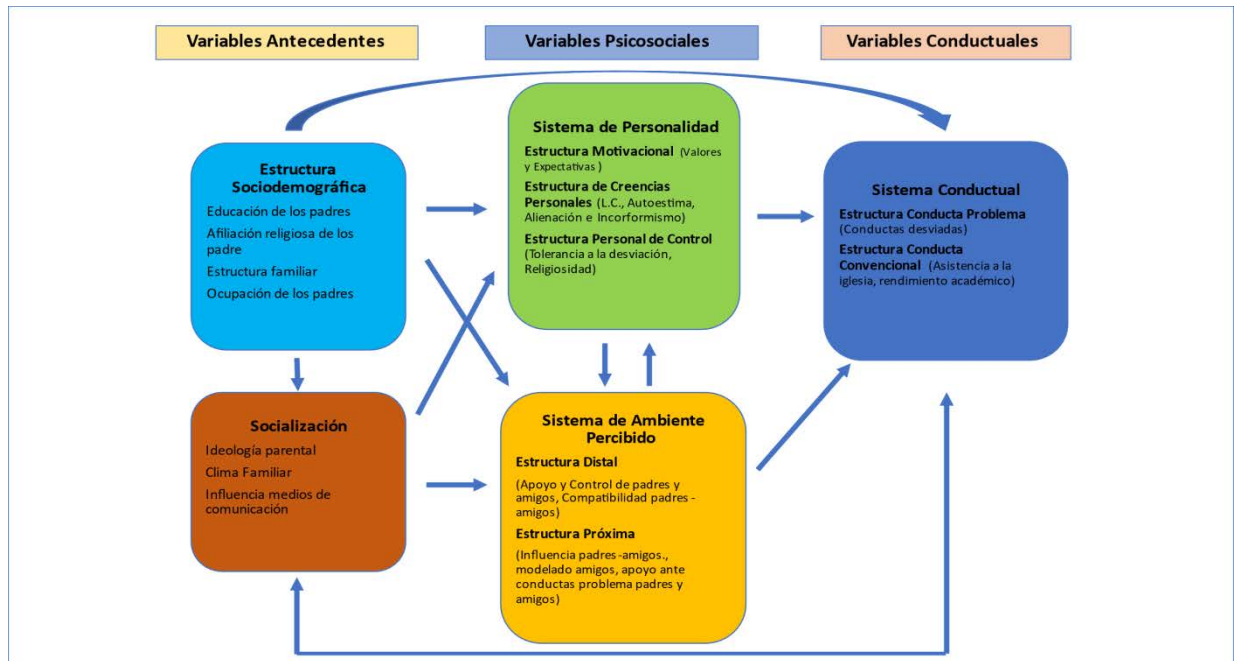 Variables Antecedentes
Variables Psicosociales
Variables Conductuales
Estructura
Sociodemográfica
Educación de los padres
Afiliación religiosa de los
padre
Estructura familiar
Ocupación de los padres
Socialización
Ideología parental
Clima Familiar
Influencia medios de
comunicación
Sistema de Personalidad
Estructura Motivacional (Valores
y Expectativas )
Estructura de Creencias
Personales (L.C., Autoestima,
Alienación e Incorformismo)
Estructura Personal de Control
(Tolerancia a la desviación,
Religiosidad)
Sistema de Ambiente
Percibido
Estructura Distal
(Apoyo y Control de padres y
amigos, Compatibilidad padres -
amigos)
Estructura Próxima
(Influencia padres-amigos.,
modelado amigos, apoyo ante
conductas problema padres y
amigos)
Sistema Conductual
Estructura Conducta Problema
(Conductas desviadas)
Estructura Conducta
Convencional (Asistencia a la
iglesia, rendimiento académico)